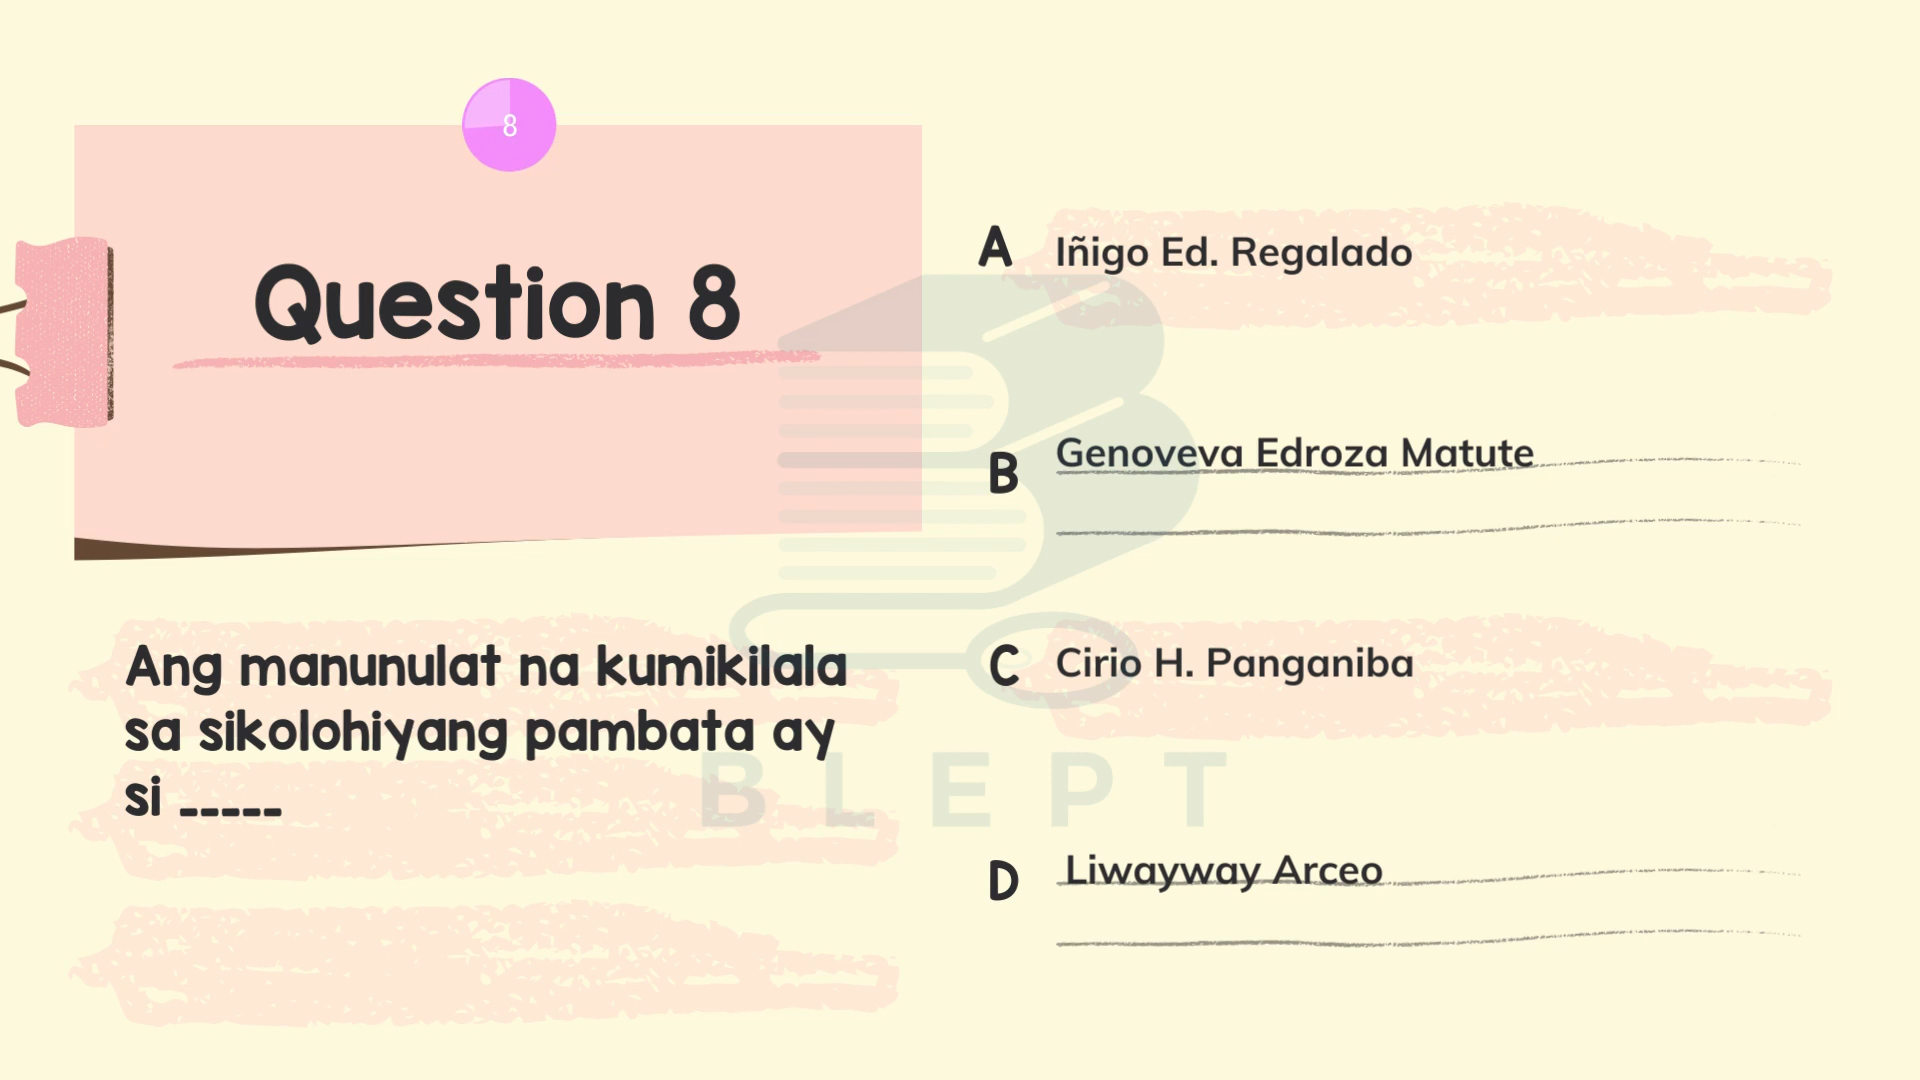 8
Question 8
Ang manunulat na kumikilala
sa sikolohiyang pambata ay
si _____
A Iñigo Ed. Regalado
B Genoveva Edroza Matute
C Cirio H. Panganiba
D Liwayway Arceo
BLEPT